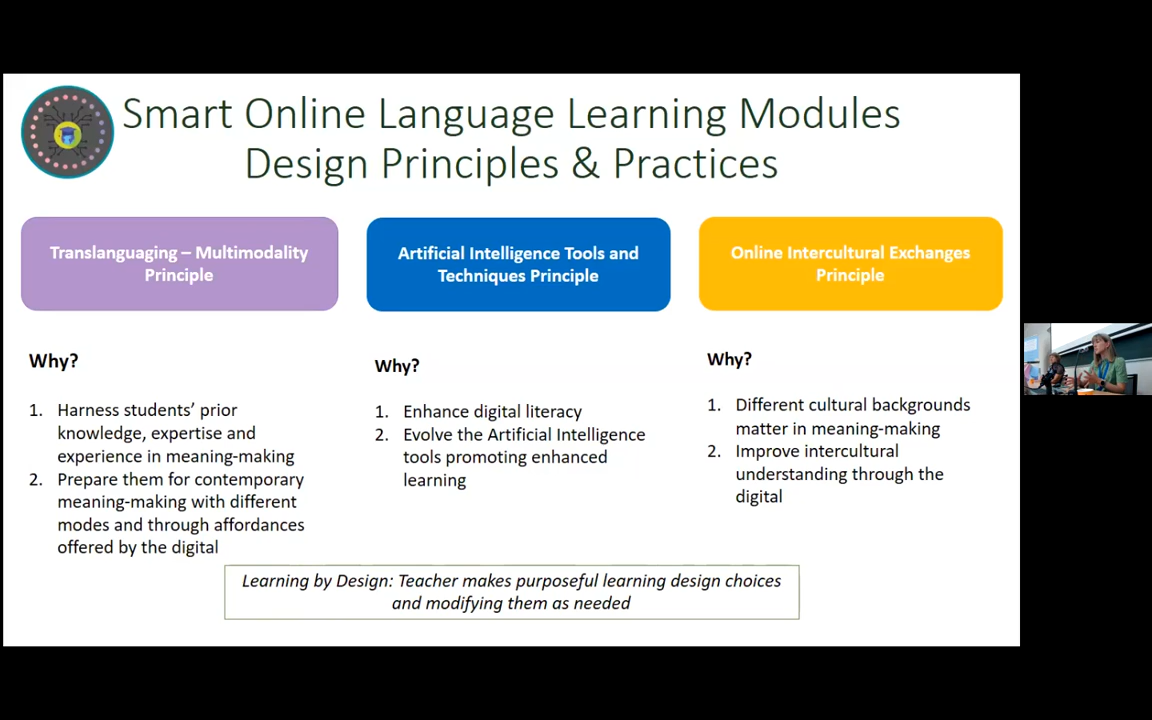 Smart Online Language Learning Modules
Design Principles & Practices
Translanguaging – Multimodality
Principle
Artificial Intelligence Tools and
Techniques Principle
Online Intercultural Exchanges
Principle
Why?
1. Harness students' prior
knowledge, expertise and
experience in meaning-making
2. Prepare them for contemporary
meaning-making with different
modes and through affordances
offered by the digital
Why?
1. Enhance digital literacy
2. Evolve the Artificial Intelligence
tools promoting enhanced
learning
Why?
1. Different cultural backgrounds
matter in meaning-making
2. Improve intercultural
understanding through the
digital
Learning by Design: Teacher makes purposeful learning design choices
and modifying them as needed